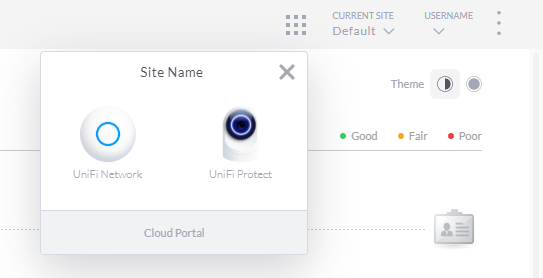 CURRENT SITE
Default
USERNAME
Site Name
Theme
Good
Fair
Poor
UniFi Network
UniFi Protect
Cloud Portal